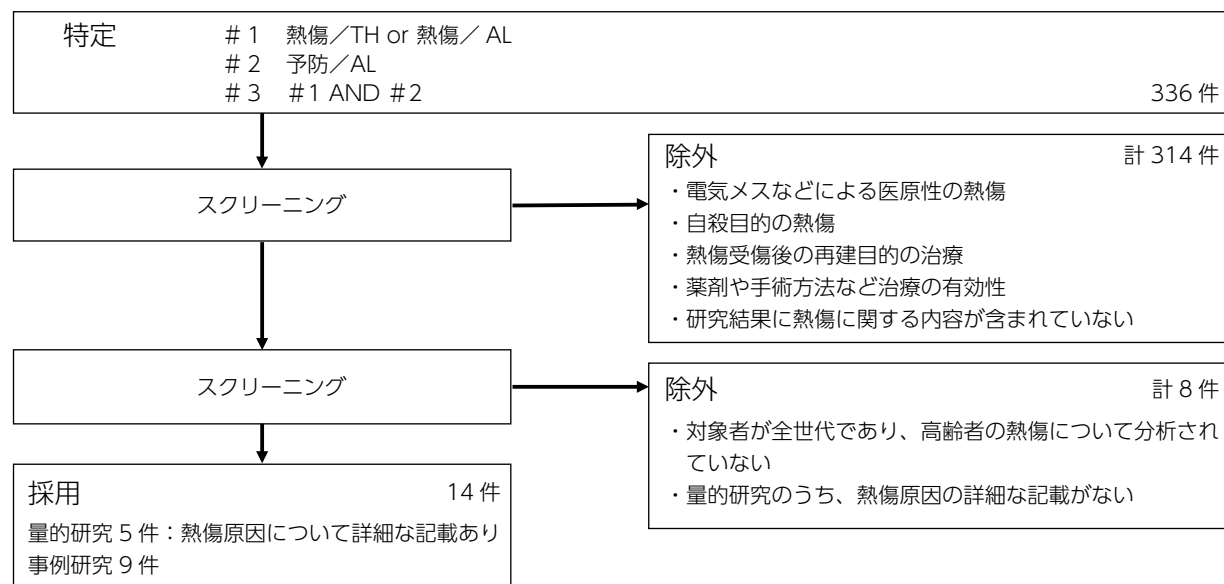 特定 ＃1 熱傷／TH or 熱傷／ AL
＃2 予防／AL
＃3 ＃1 AND ＃2 336 件
スクリーニング
除外 計 314 件
・電気メスなどによる医原性の熱傷
・自殺目的の熱傷
・熱傷受傷後の再建目的の治療
・薬剤や手術方法など治療の有効性
・研究結果に熱傷に関する内容が含まれていない
スクリーニング
除外 計 8 件
・対象者が全世代であり、高齢者の熱傷について分析され
ていない
・量的研究のうち、熱傷原因の詳細な記載がない
採用 14 件
量的研究 5 件：熱傷原因について詳細な記載あり
事例研究 9 件